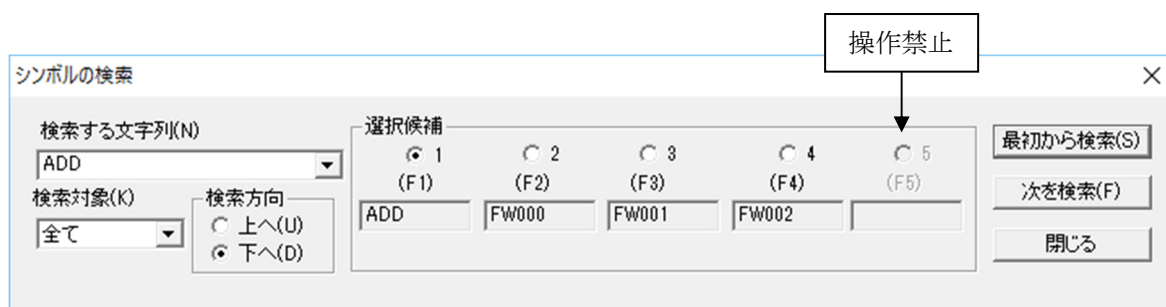 操作禁止
シンボルの検索
検索する文字列(N)
ADD
検索対象(K)
全て
検索方向
上へ(U)
下へ(D)
選択候補
1 2 3 4 5
(F1) (F2) (F3) (F4) (F5)
ADD FW000 FW001 FW002
最初から検索(S)
次を検索(F)
閉じる